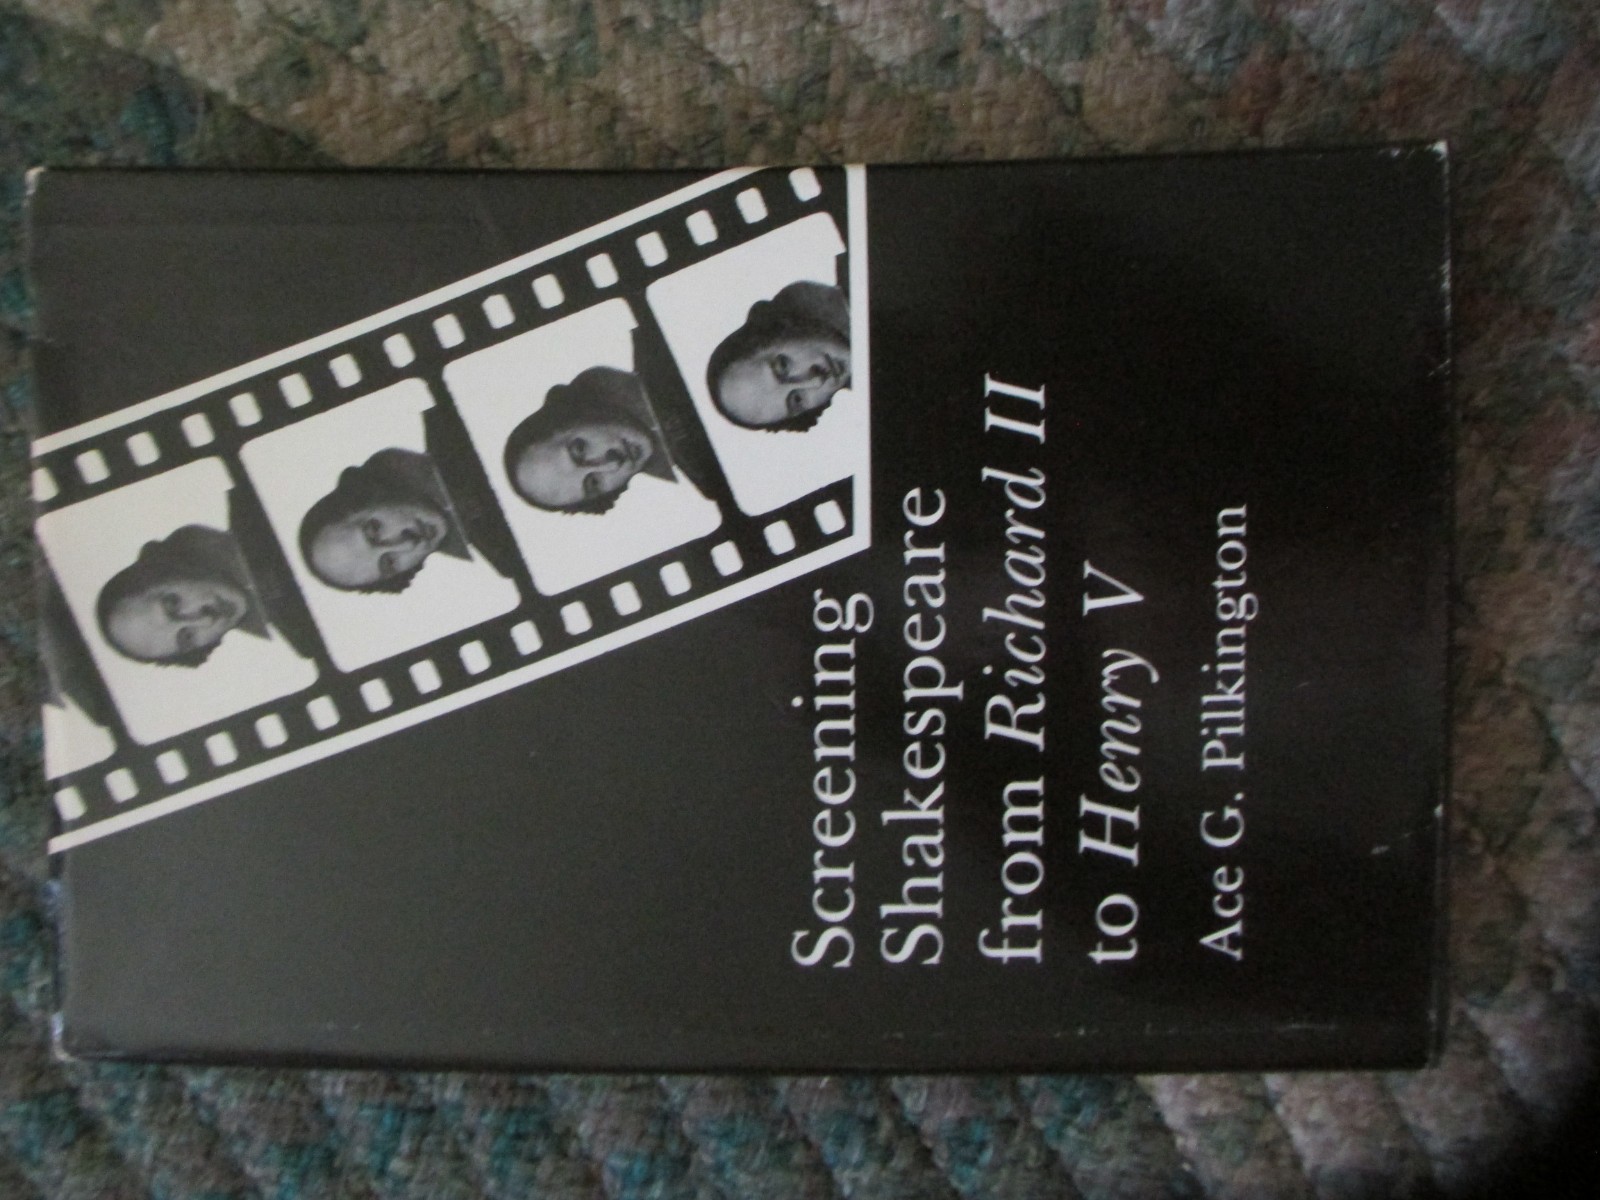 Screening
Shakespeare
from Richard II
to Henry V
Ace G. Pilkington